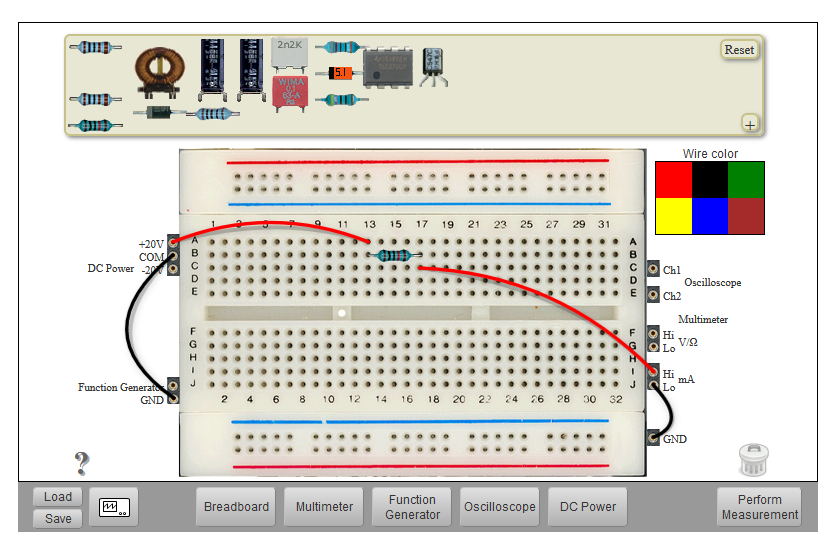 2n2K
5.1
Reset
+
Wire color
1 3 5 7 9 11 13 15 17 19 21 23 25 27 29 31
A A
B B
C C
D D
E E
+20V
COM
DC Power -20V
Ch1
Oscilloscope
Ch2
Multimeter
Hi
V/Ω
Lo
Hi
mA
Lo
F F
G G
H H
I I
J J
Function Generator
GND
2 4 6 8 10 12 14 16 18 20 22 24 26 28 30 32
GND
?
Load
Save
Breadboard
Multimeter
Function
Generator
Oscilloscope
DC Power
Perform
Measurement